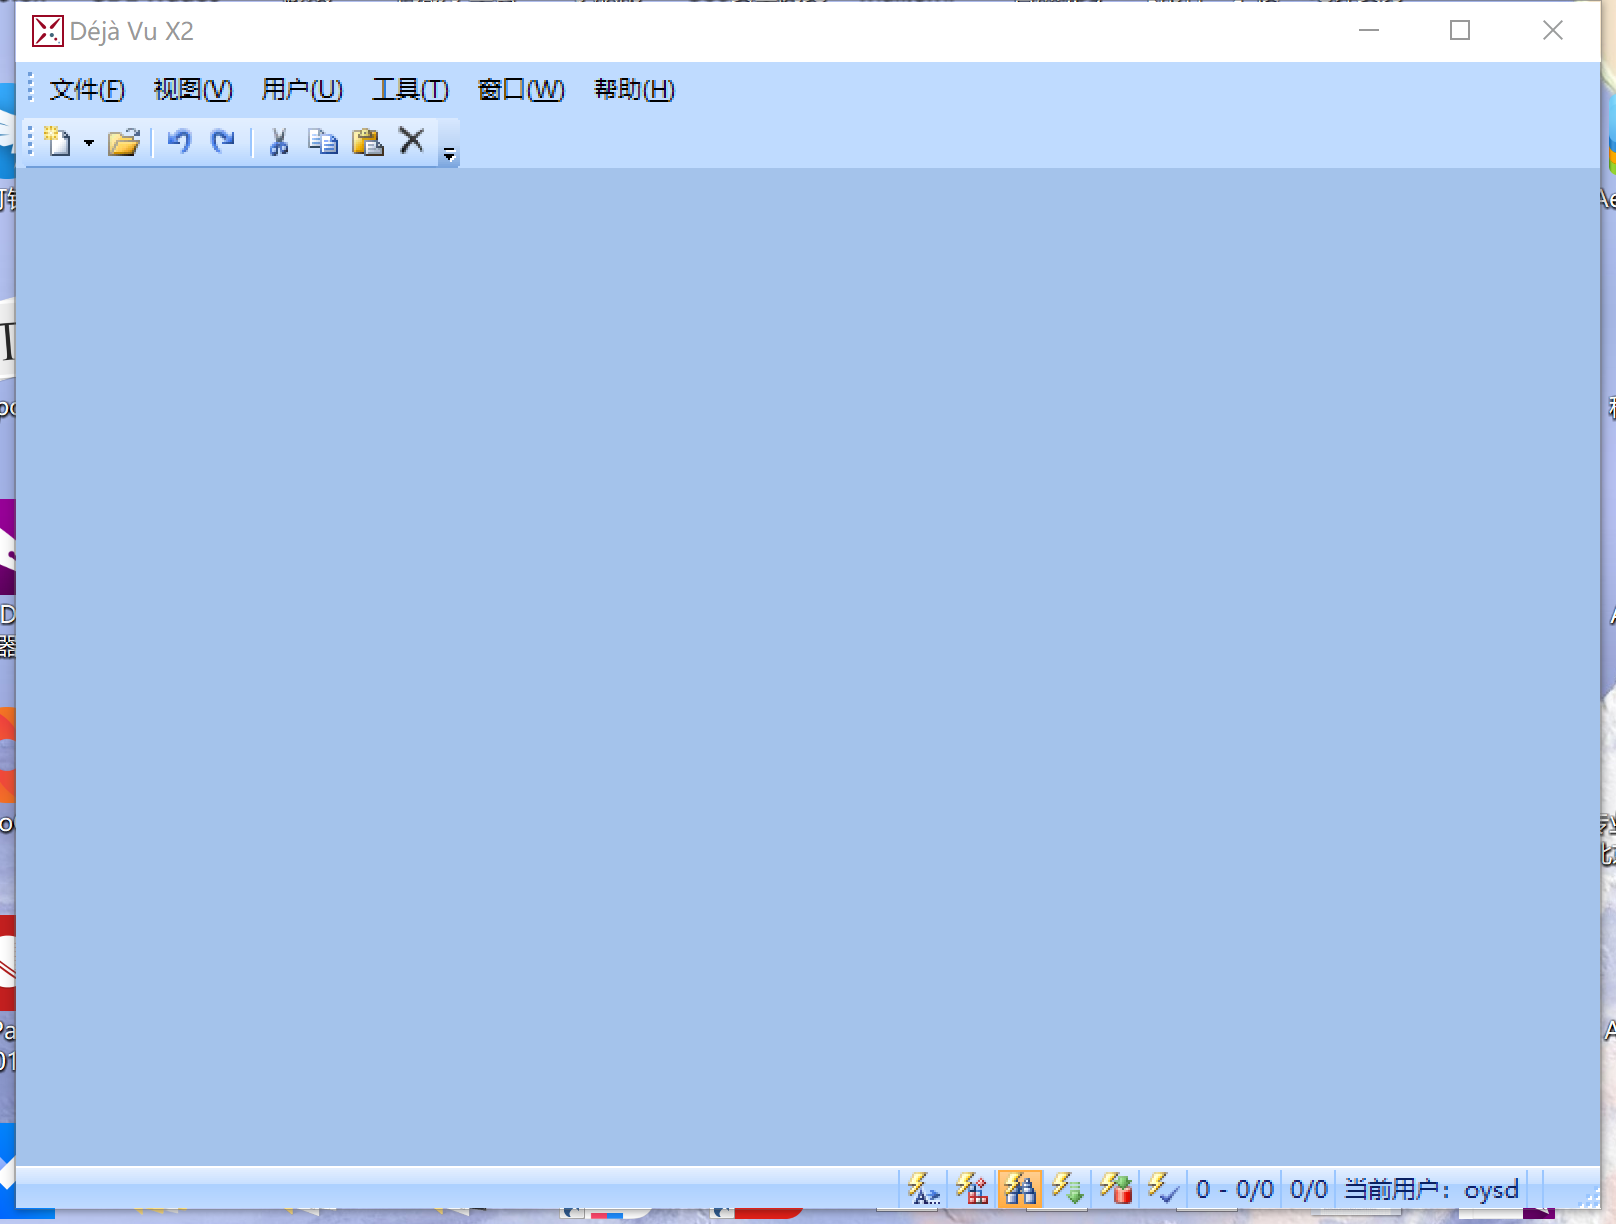 Déjà Vu X2
文件(F) 视图(V) 用户(U) 工具(T) 窗口(W) 帮助(H)
0 - 0/0 0/0 当前用户： oysd